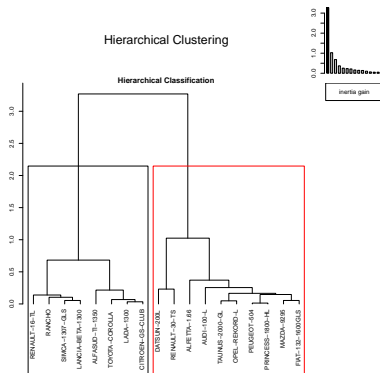 Hierarchical Clustering
0.0 1.0 2.0 3.0
inertia gain
Hierarchical Classification
0.0 0.5 1.0 1.5 2.0 2.5 3.0
RENAULT-16-TL
RANCHO
SIMCA-1307-GLS
LANCIA-BETA-1300
ALFASUD-TI-1350
TOYOTA-COROLLA
LADA-1300
CITROEN-GS-CLUB
DATSUN-200L
RENAULT-30-TS
ALFETTA-1.66
AUDI-100-L
TAUNUS-2000-GL
OPEL-REKORD-L
PEUGEOT-504
PRINCESS-1800-HL
MAZDA-9295
FIAT-132-1600GLS